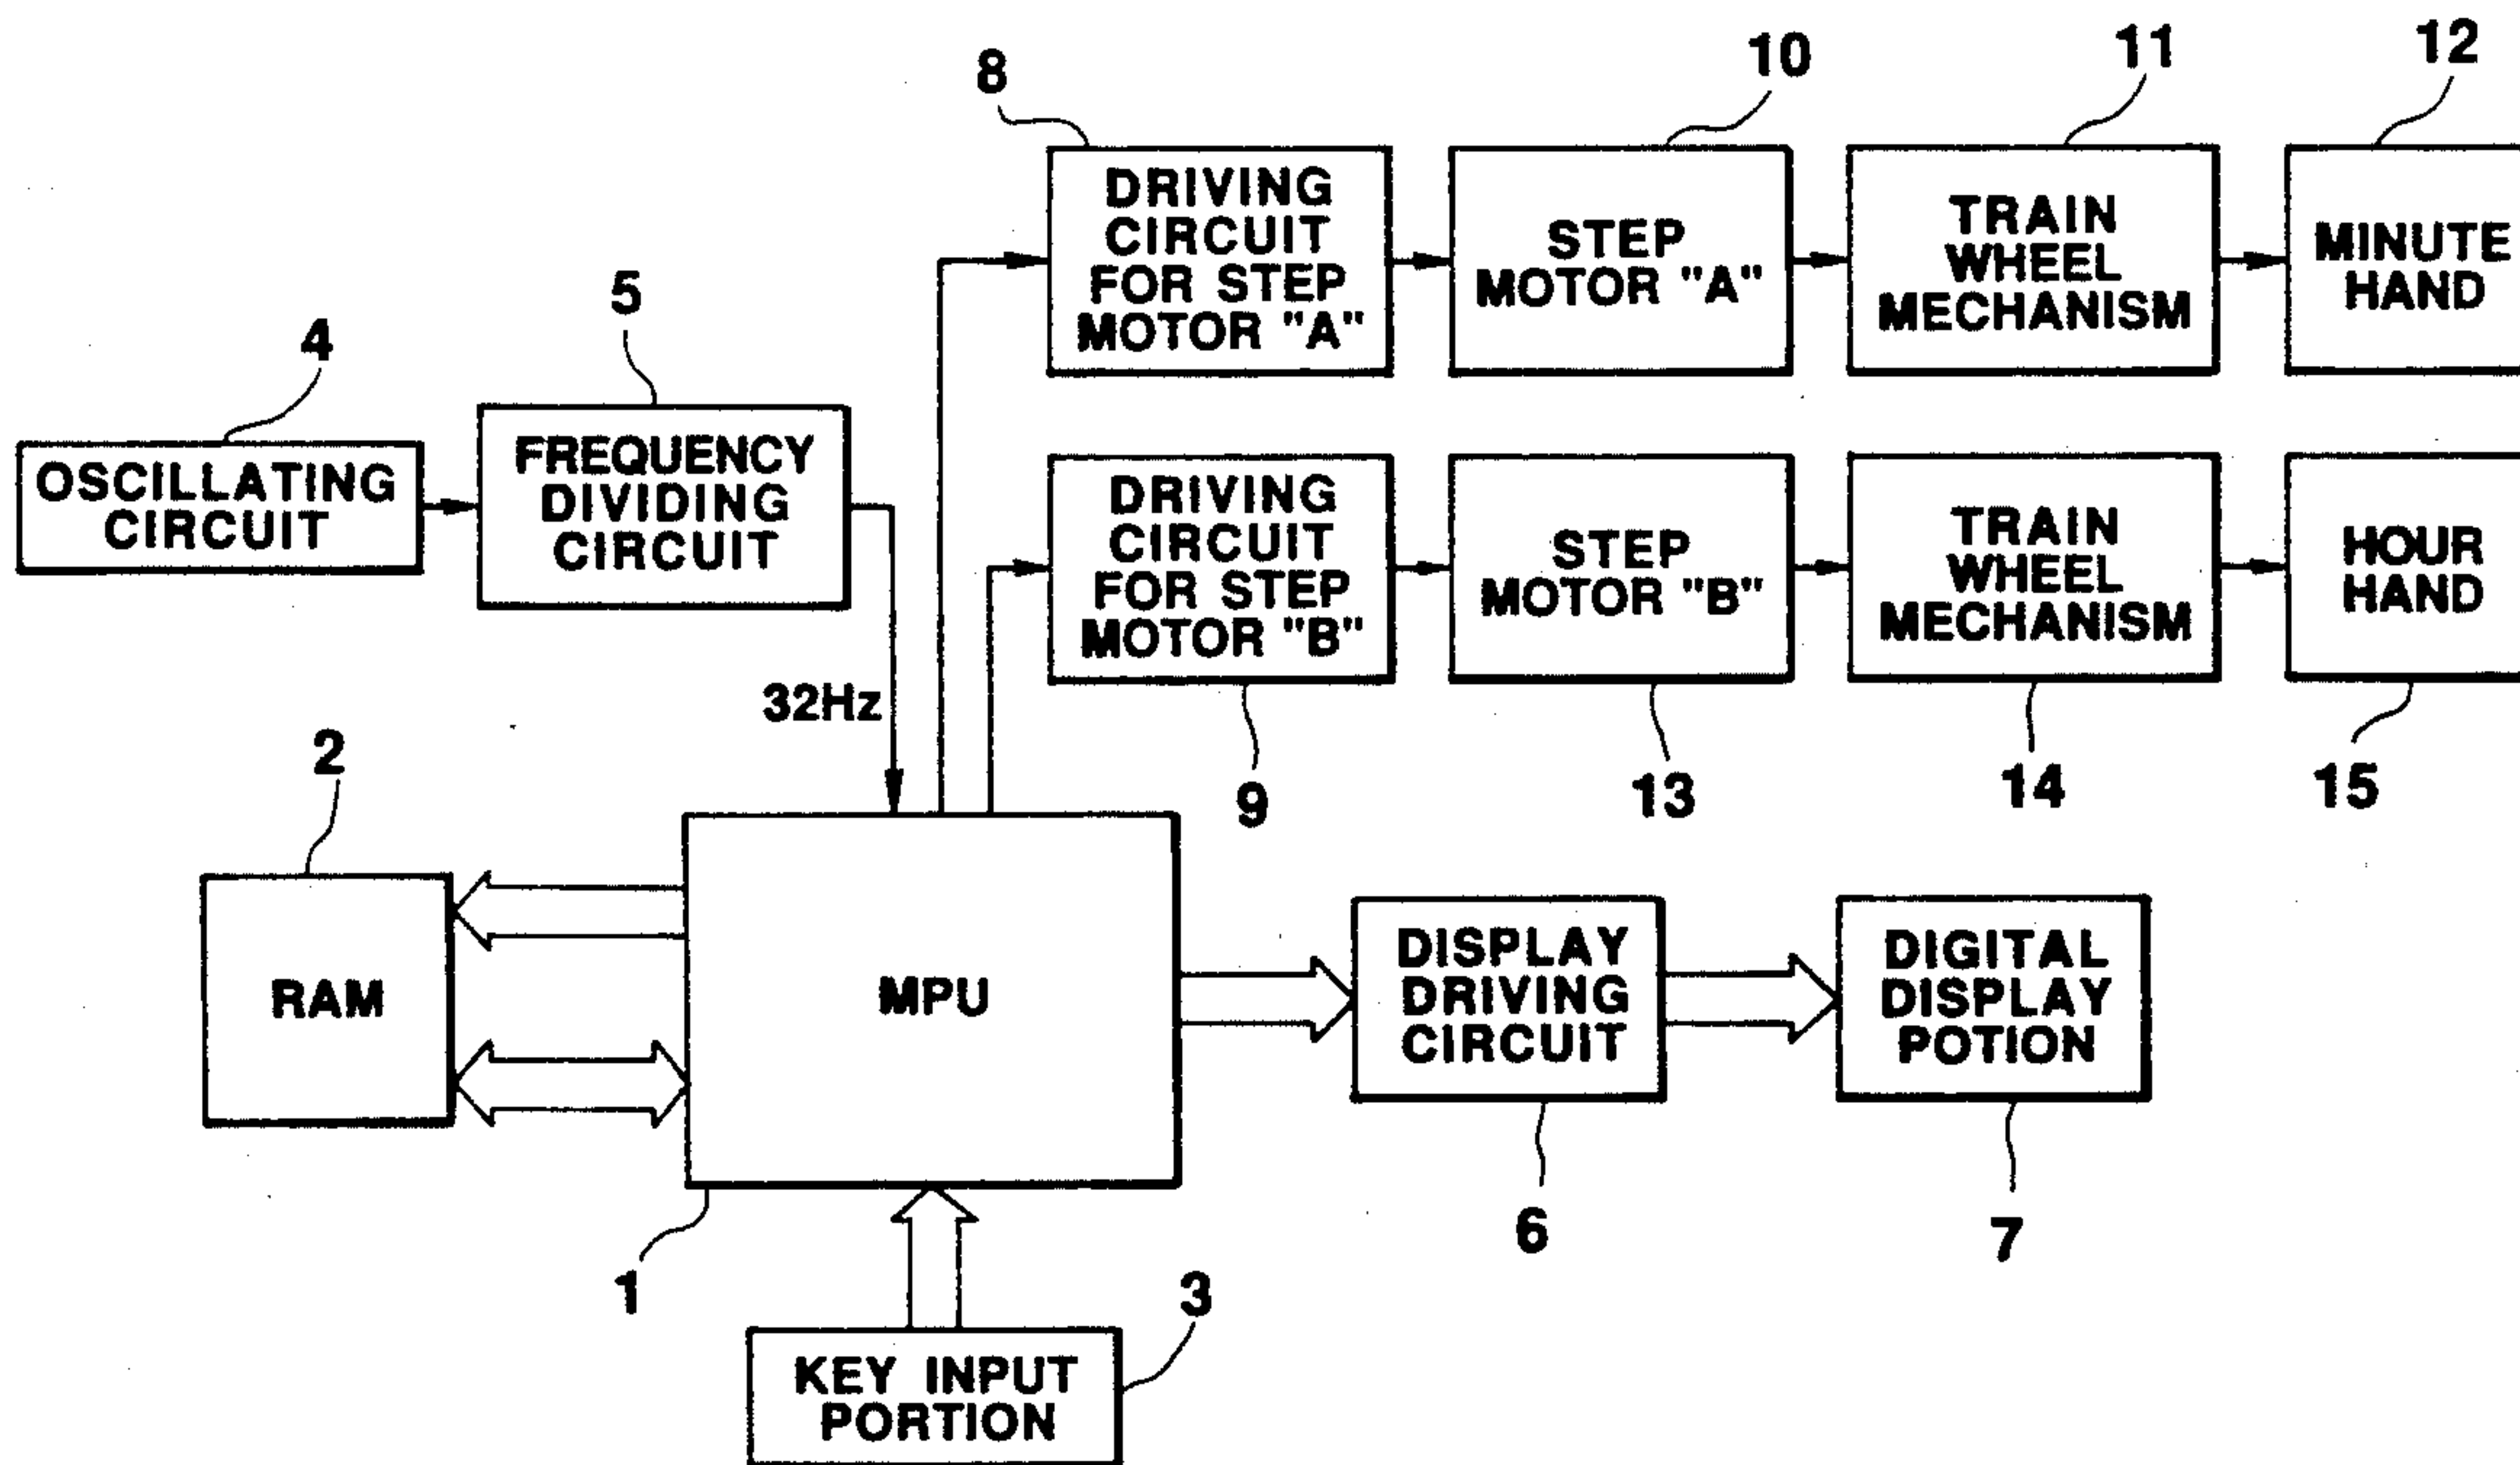 12
11
10
8
DRIVING
CIRCUIT
FOR STEP
MOTOR "A"
STEP
MOTOR "A"
TRAIN
WHEEL
MECHANISM
MINUTE
HAND
5
4
OSCILLATING
CIRCUIT
FREQUENCY
DIVIDING
CIRCUIT
DRIVING
CIRCUIT
FOR STEP
MOTOR "B"
STEP
MOTOR "B"
TRAIN
WHEEL
MECHANISM
HOUR
HAND
32Hz
9
13
14
15
2
RAM
MPU
DISPLAY
DRIVING
CIRCUIT
DIGITAL
DISPLAY
POTION
1
6
7
3
KEY INPUT
PORTION